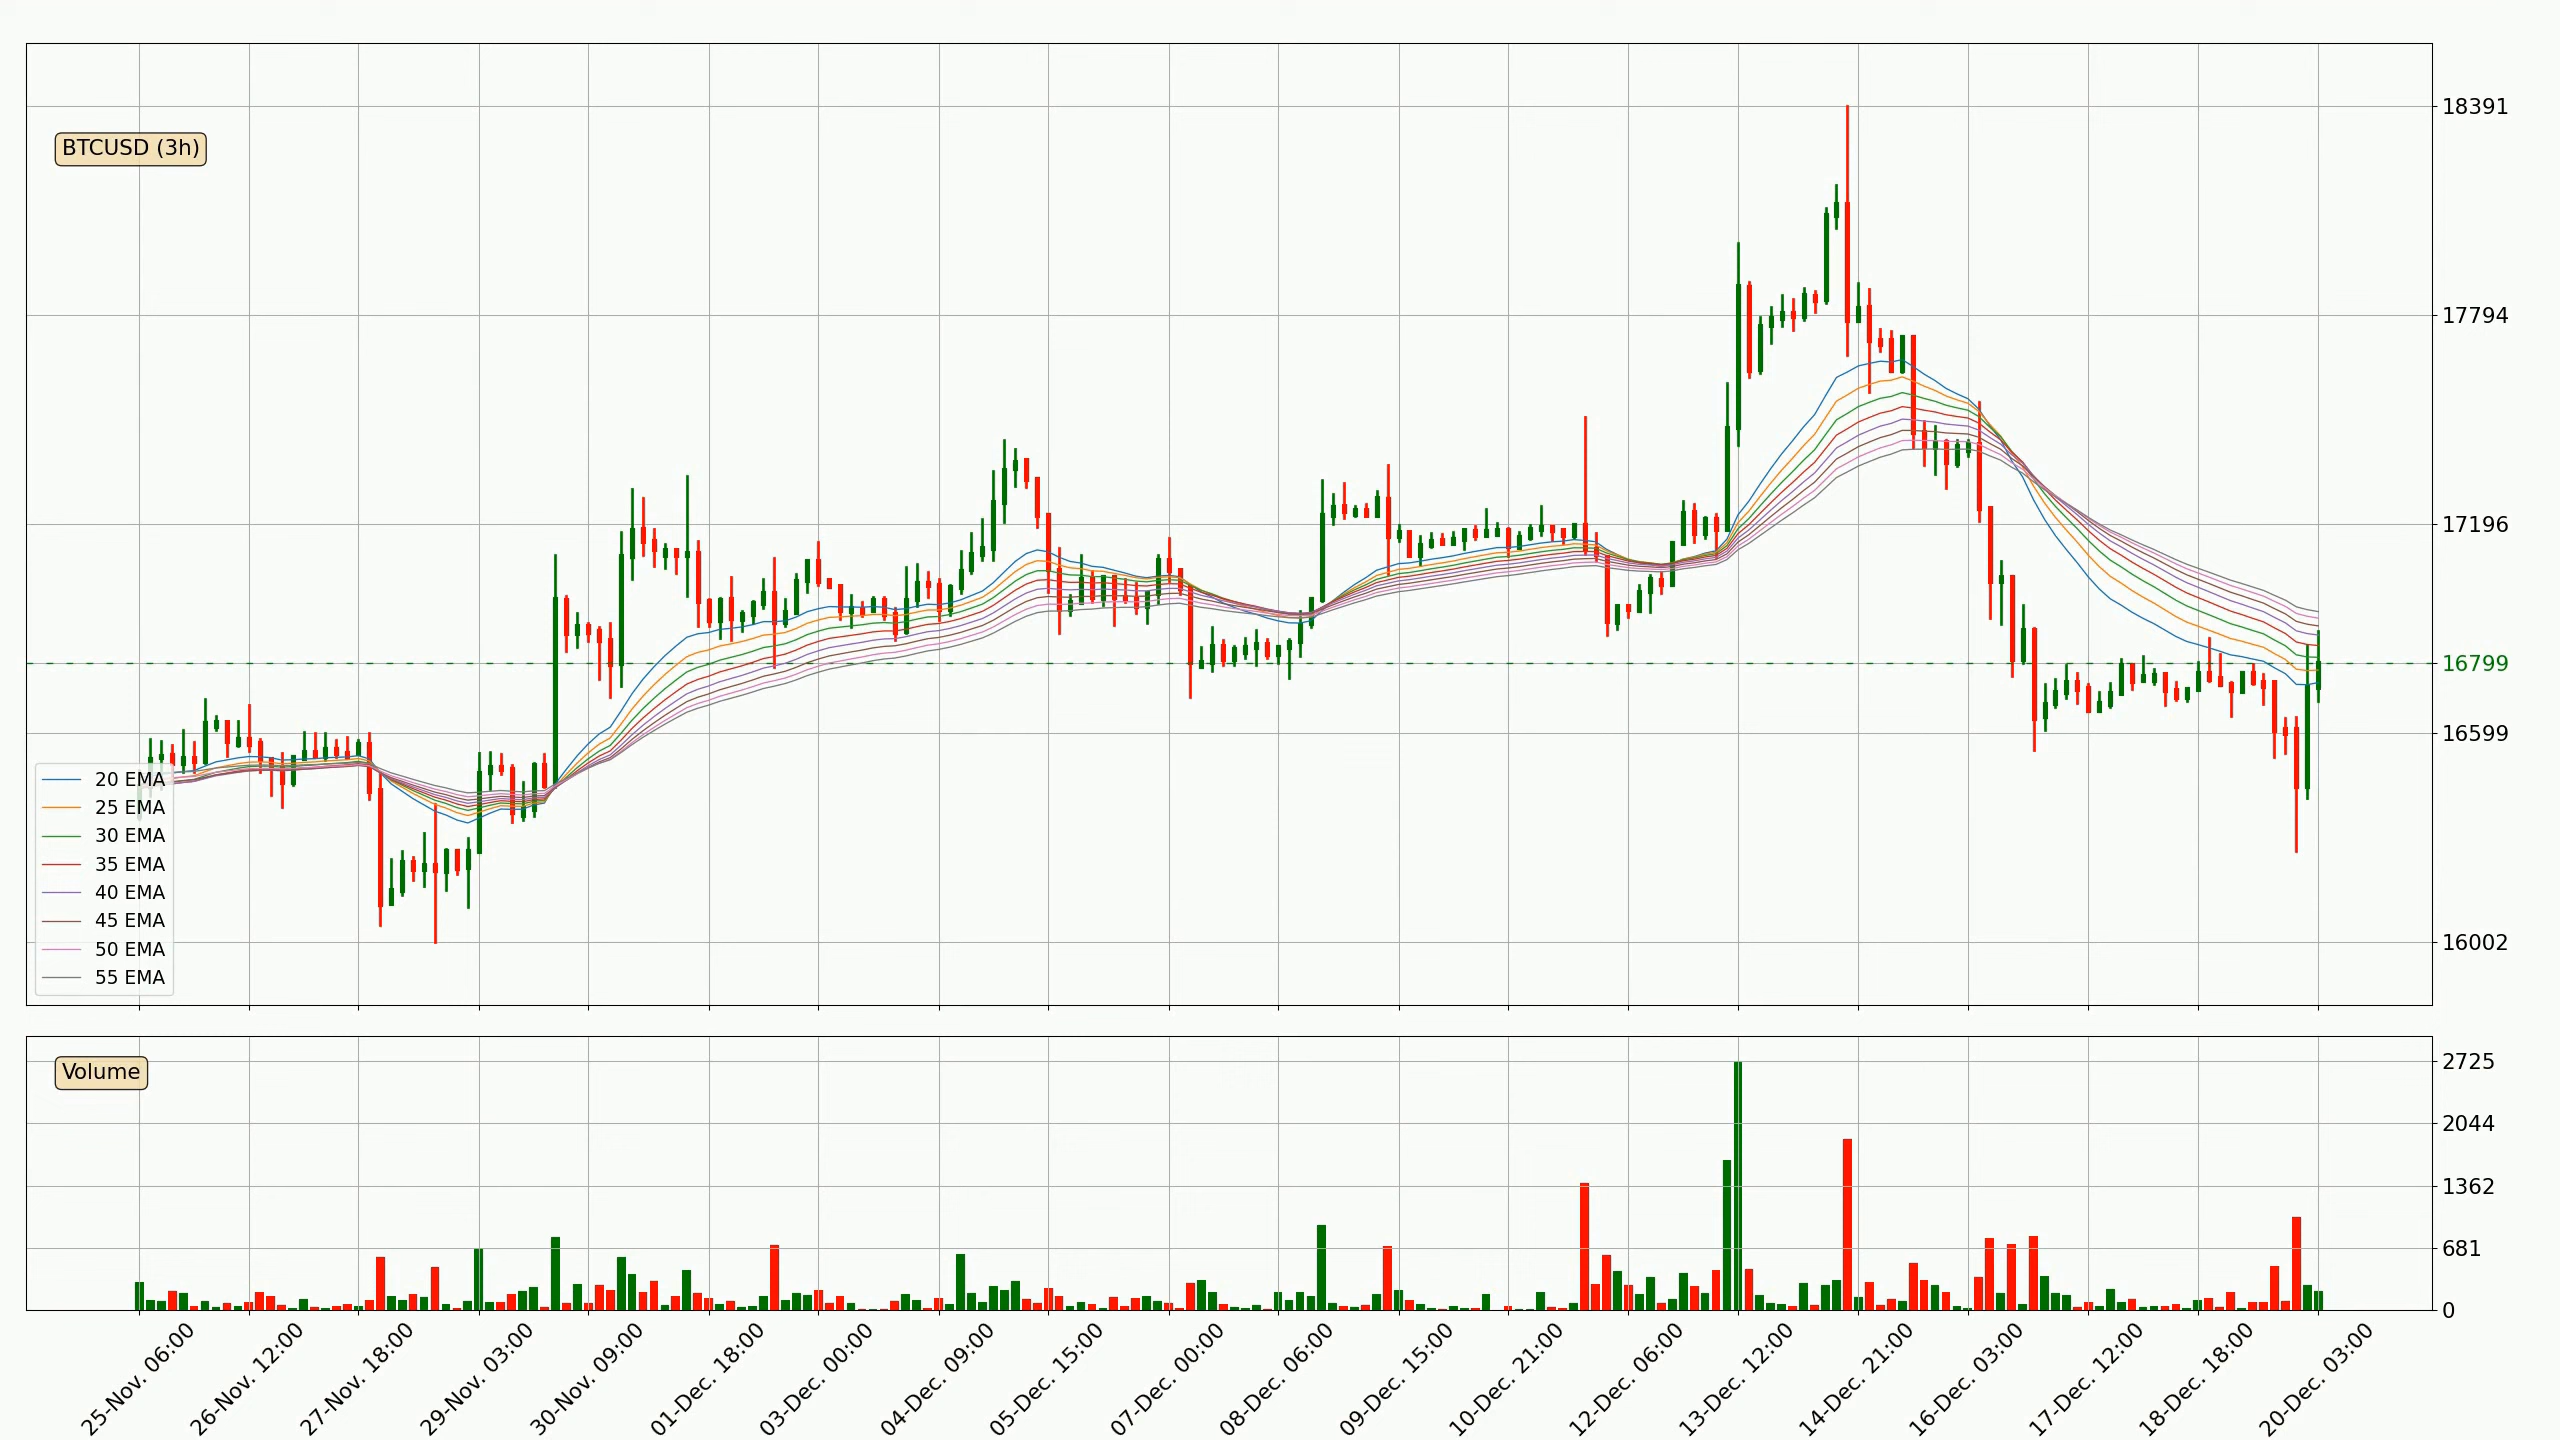 BTCUSD (3h)
18391
17794
17196
16799
16599
16002
20 EMA
25 EMA
30 EMA
35 EMA
40 EMA
45 EMA
50 EMA
55 EMA
Volume
2725
2044
1362
681
0
25-Nov. 06:00
26-Nov. 12:00
27-Nov. 18:00
29-Nov. 03:00
30-Nov. 09:00
01-Dec. 18:00
03-Dec. 00:00
04-Dec. 09:00
05-Dec. 15:00
07-Dec. 00:00
08-Dec. 06:00
09-Dec. 15:00
10-Dec. 21:00
12-Dec. 06:00
13-Dec. 12:00
14-Dec. 21:00
16-Dec. 03:00
17-Dec. 12:00
18-Dec. 18:00
20-Dec. 03:00